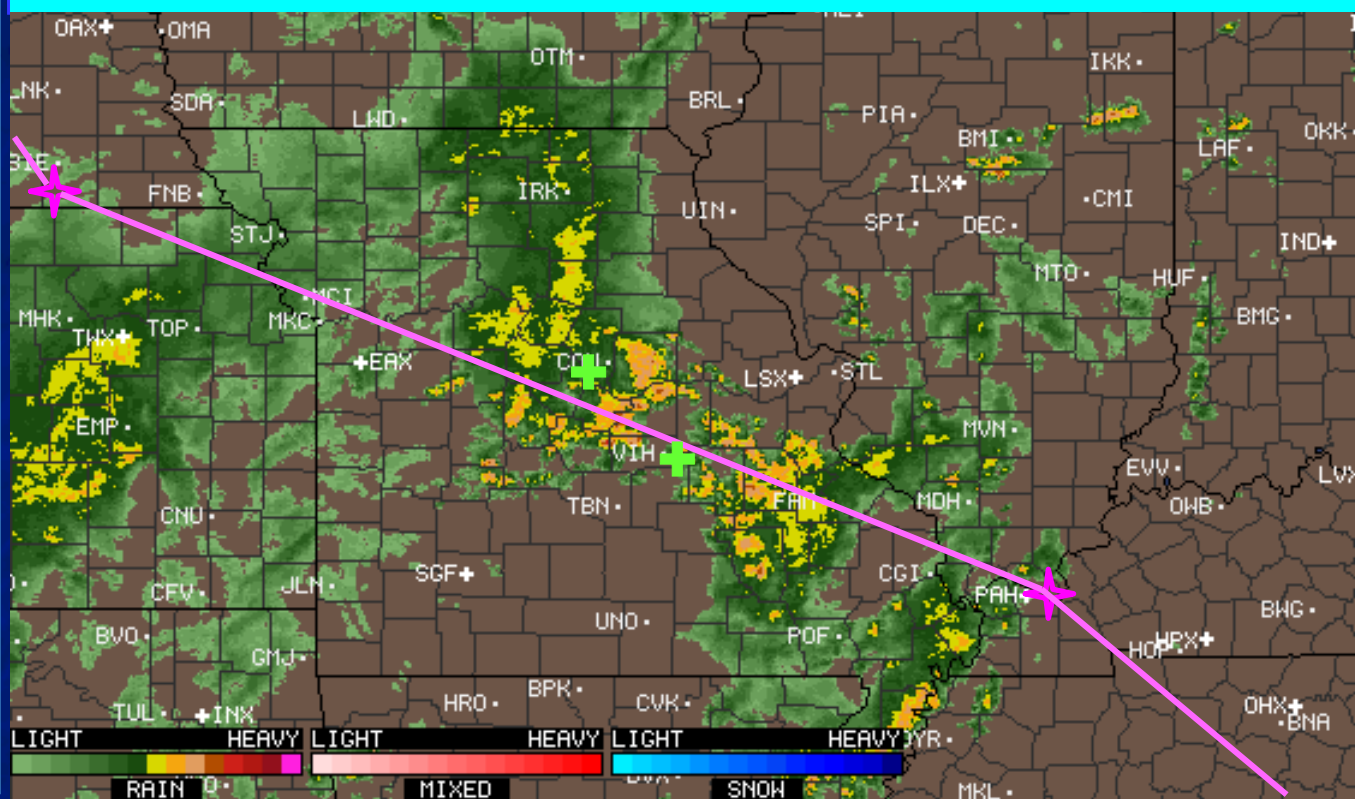 OAX
OMA
OTM
IKK
LNK
SDA
BRL
LWD
PIA
BMI
OKK
LAF
BIE
FNB
IRK
ILX
CMI
UIN
SPI
DEC
STJ
IND
MTO
HUF
MCI
MHK
TOP
MKC
BMG
TWX
EAX
COU
LSX
STL
EMP
MVN
VIH
EVV
LVX
TBN
FAM
MDH
OWB
CNU
SGF
CGI
CFV
JLN
PAH
BWG
UNO
BVO
POF
HOP
HPX
GMJ
BPK
HRO
CVK
TUL
INX
OHX
BNA
LIGHT HEAVY LIGHT HEAVY LIGHT HEAVY
DYR
RAIN MIXED SNOW
MKL